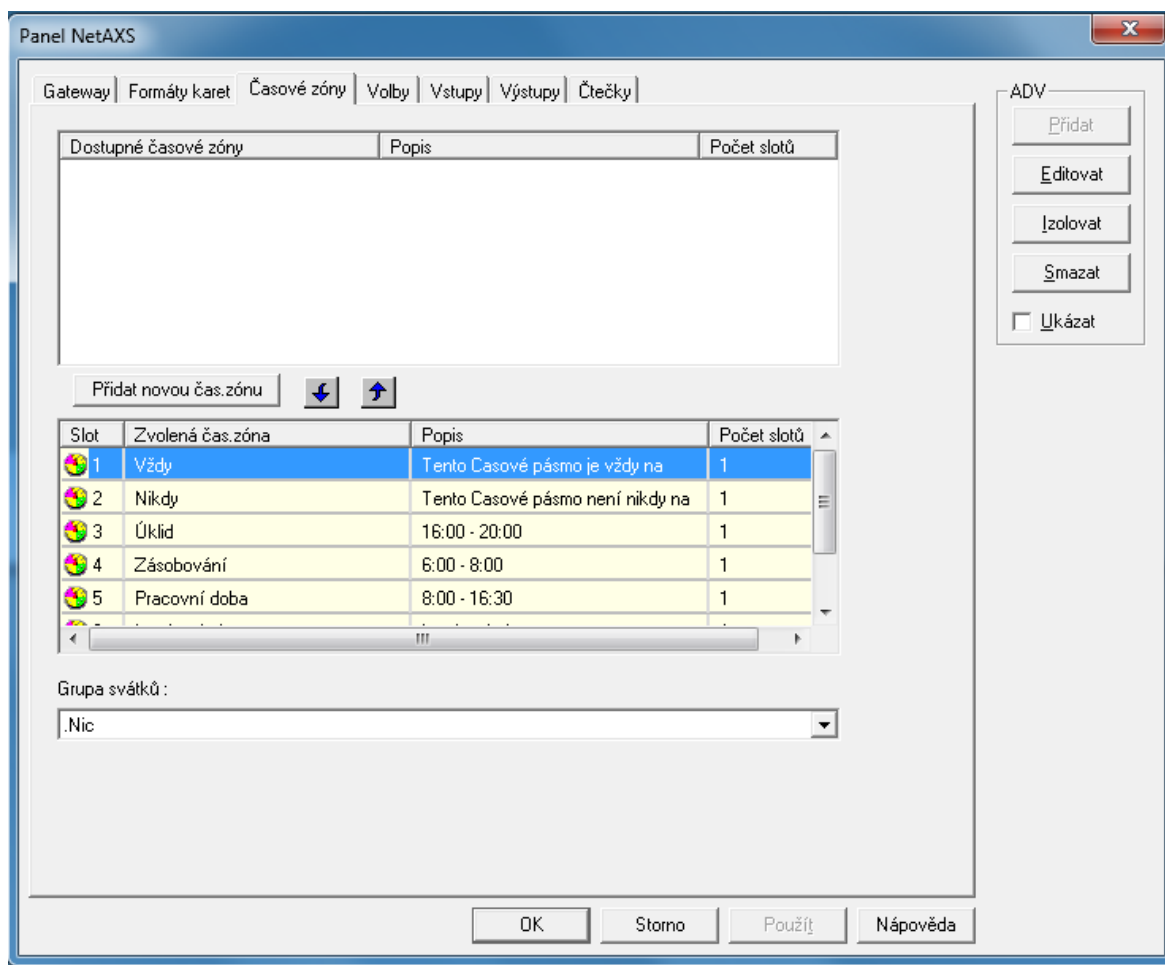 Panel NetAXS
Gateway Formáty karet Časové zóny Volby Vstupy Výstupy Čtečky
ADV
Přidat
Editovat
Izolovat
Smazat
Ukázat
Dostupné časové zóny Popis Počet slotů
Přidat novou čas.zónu
Slot Zvolená čas.zóna Popis Počet slotů
1 Vždy Tento Casové pásmo je vždy na 1
2 Nikdy Tento Casové pásmo není nikdy na 1
3 Úklid 16:00 - 20:00 1
4 Zásobování 6:00 - 8:00 1
5 Pracovní doba 8:00 - 16:30 1
Grupa svátků :
.Nic
OK Storno Použít Nápověda